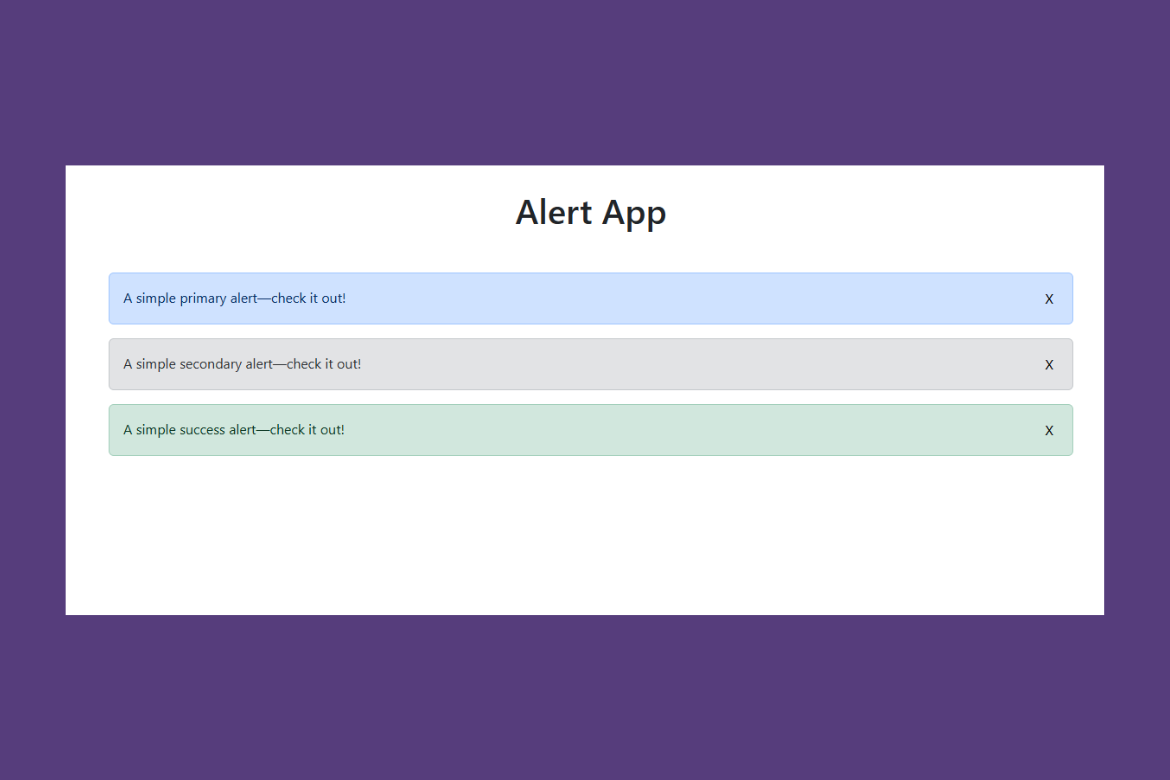 Alert App
A simple primary alert—check it out! X
A simple secondary alert—check it out! X
A simple success alert—check it out! X